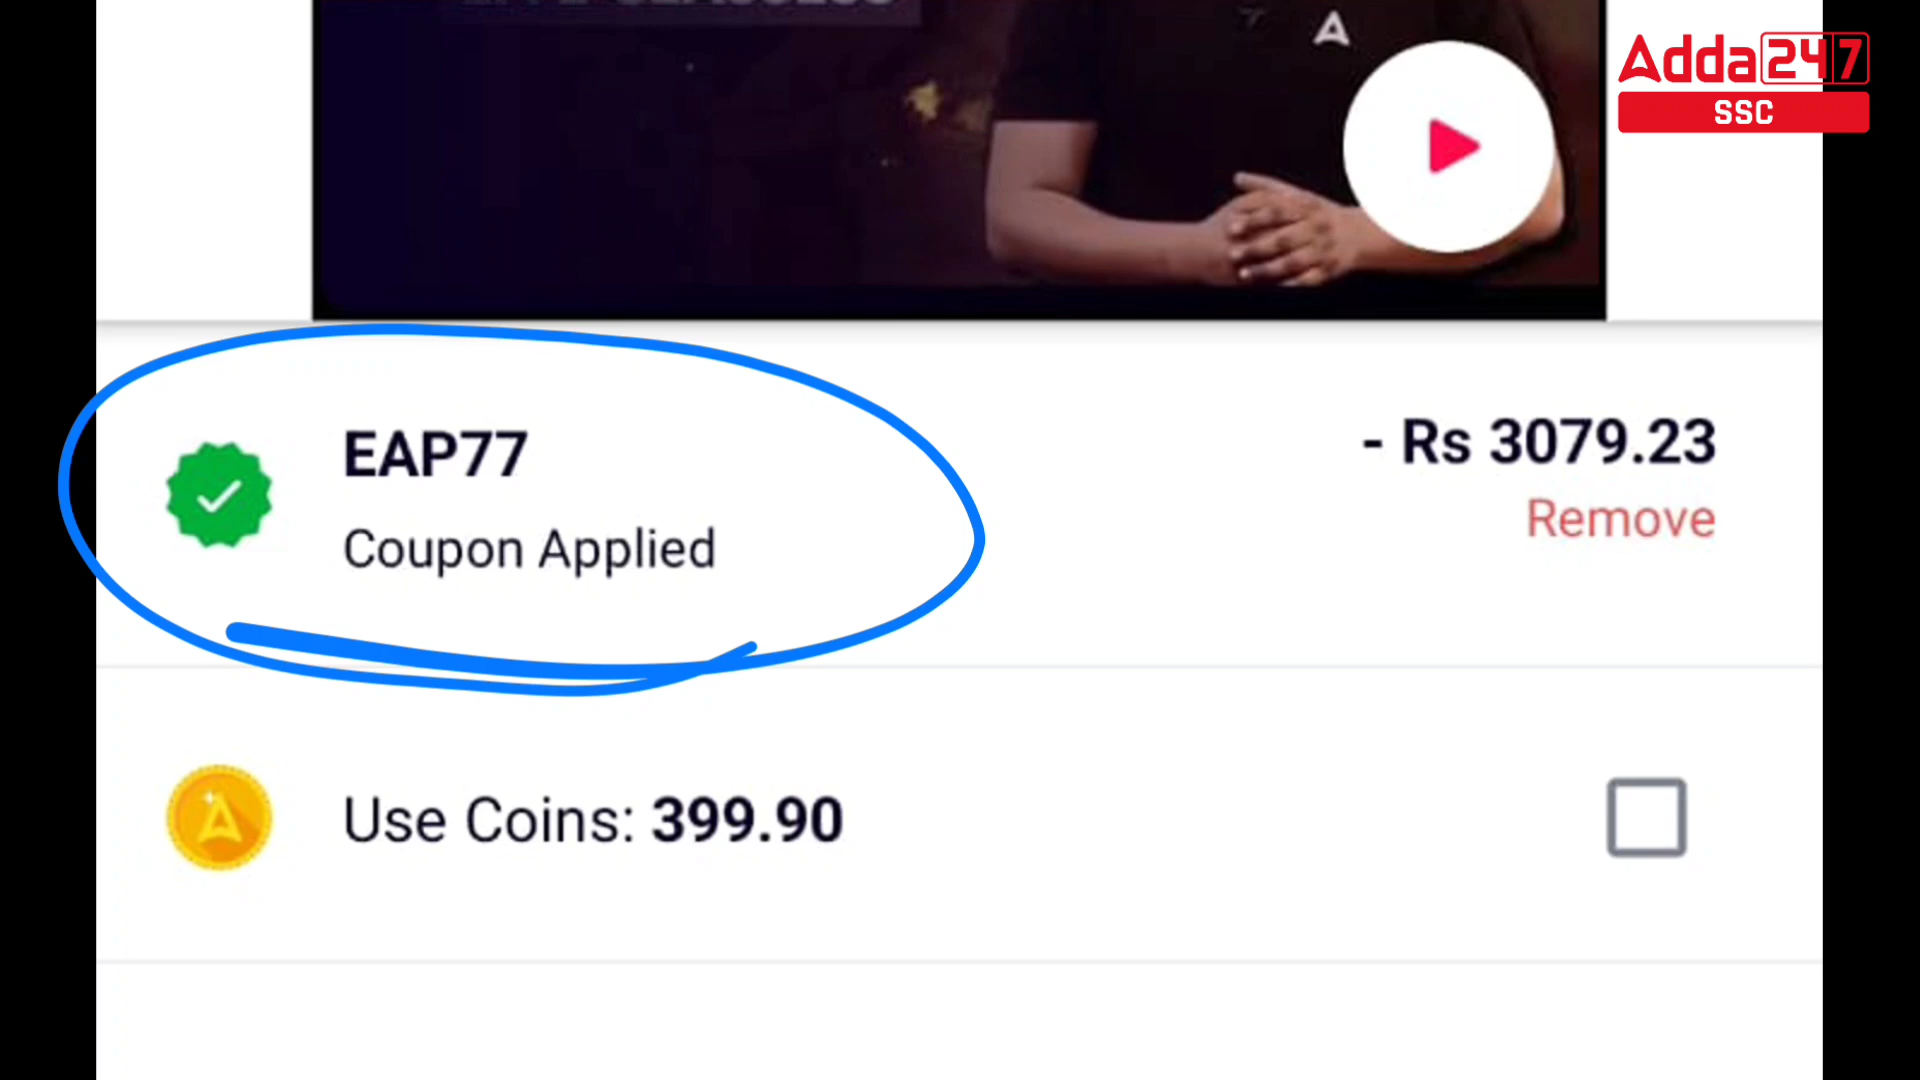 Adda247
SSC
EAP77
- Rs 3079.23
Coupon Applied
Remove
Use Coins: 399.90